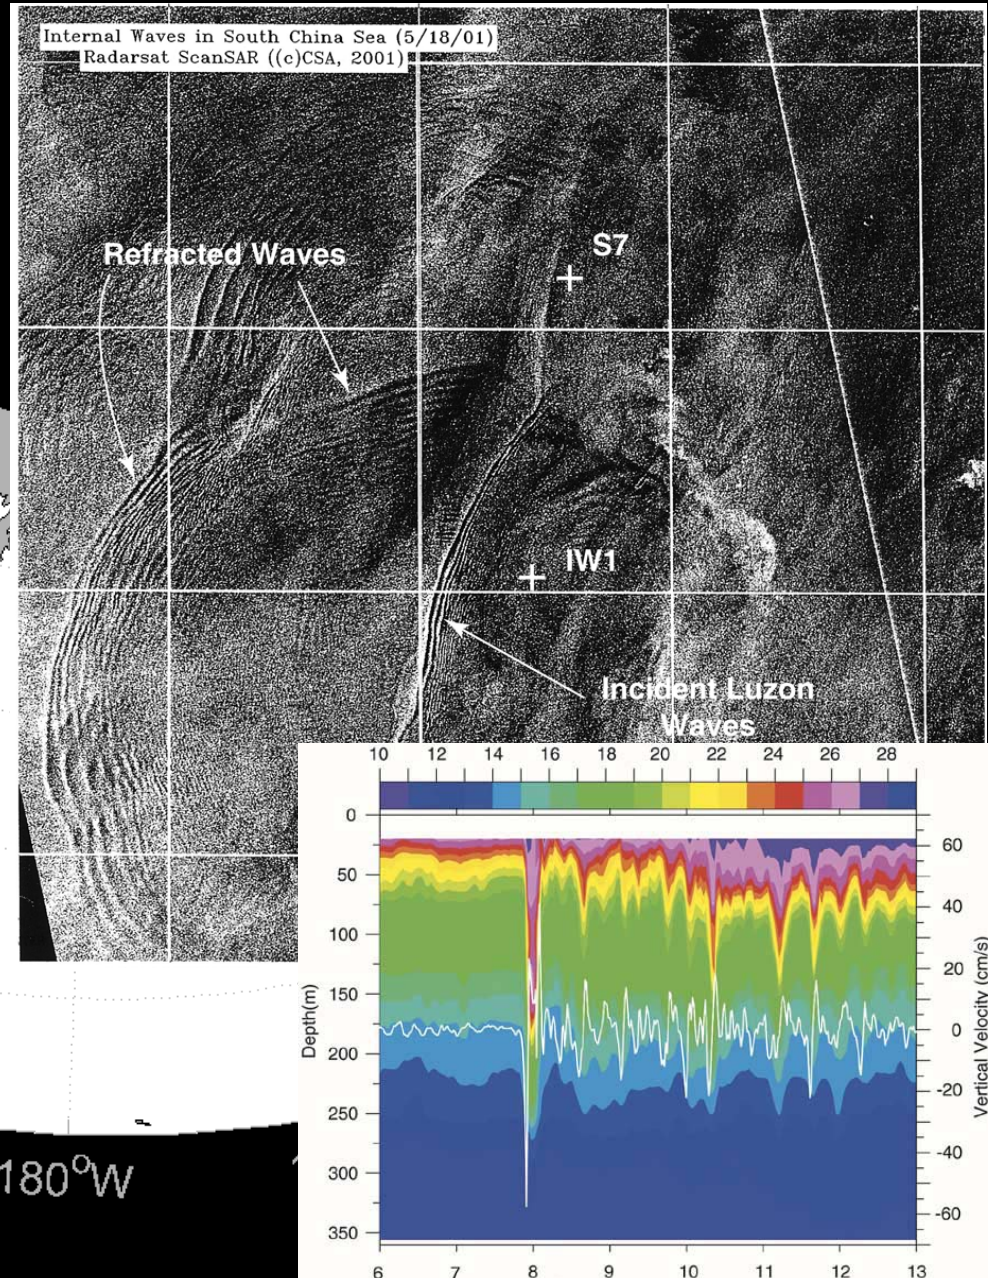 Internal Waves in South China Sea (5/18/01)
Radarsat ScanSAR ((c)CSA, 2001)
S7
Refracted Waves
IW1
Incident Luzon
Waves
10 12 14 16 18 20 22 24 26 28
0
50
100
150
200
250
300
350
Depth(m)
60
40
20
0
-20
-40
-60
Vertical Velocity (cm/s)
6 7 8 9 10 11 12 13
180°W